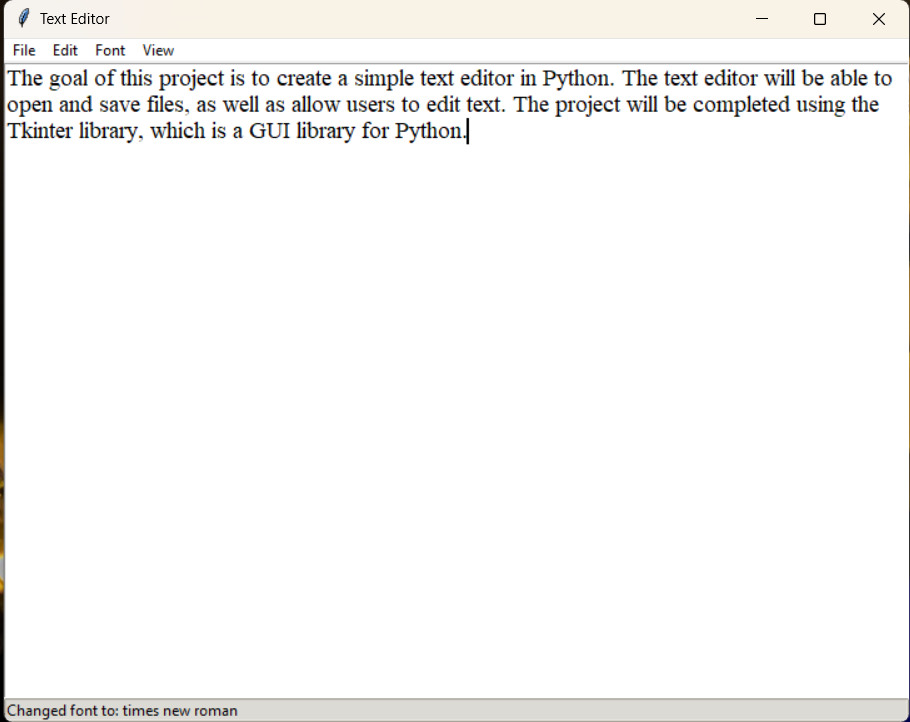 Text Editor
File Edit Font View
The goal of this project is to create a simple text editor in Python. The text editor will be able to
open and save files, as well as allow users to edit text. The project will be completed using the
Tkinter library, which is a GUI library for Python.
Changed font to: times new roman